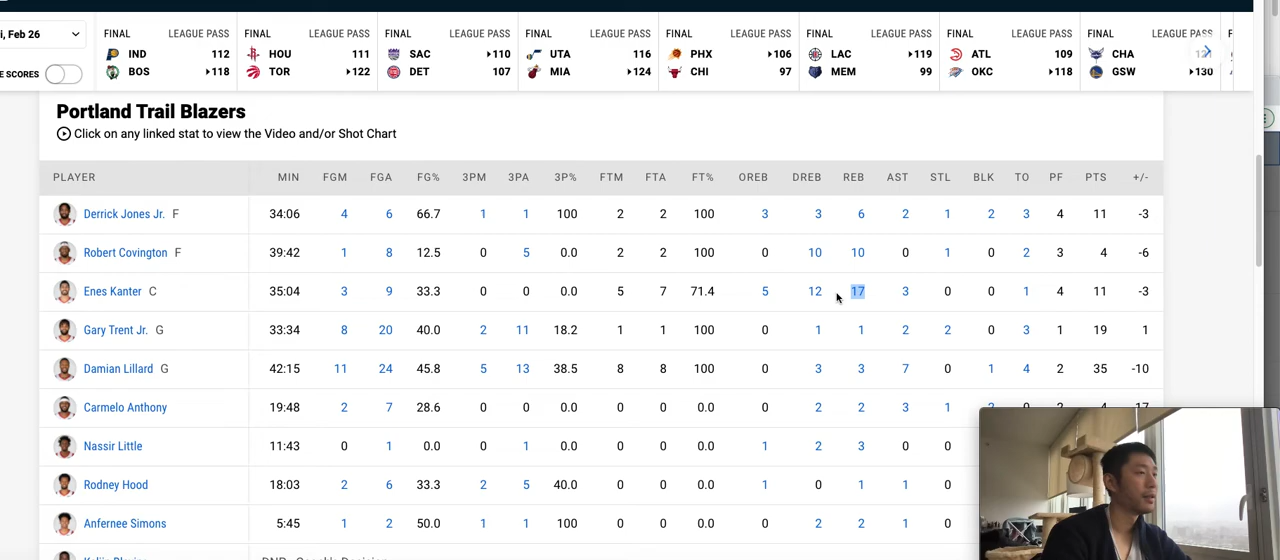 i, Feb 26
FINAL LEAGUE PASS FINAL LEAGUE PASS FINAL LEAGUE PASS FINAL LEAGUE PASS FINAL LEAGUE PASS FINAL LEAGUE PASS FINAL LEAGUE PASS FINAL LEAGUE PASS
IND 112 HOU 111 SAC 110 UTA 116 PHX 106 LAC 119 ATL 109 CHA
E SCORES BOS 118 TOR 122 DET 107 MIA 124 CHI 97 MEM 99 OKC 118 GSW 130
Portland Trail Blazers
Click on any linked stat to view the Video and/or Shot Chart
PLAYER MIN FGM FGA FG% 3PM 3PA 3P% FTM FTA FT% OREB DREB REB AST STL BLK TO PF PTS +/-
Derrick Jones Jr. F 34:06 4 6 66.7 1 1 100 2 2 100 3 3 6 2 1 2 3 4 11 -3
Robert Covington F 39:42 1 8 12.5 0 5 0.0 2 2 100 0 10 10 0 1 0 2 3 4 -6
Enes Kanter C 35:04 3 9 33.3 0 0 0.0 5 7 71.4 5 12 17 3 0 0 1 4 11 -3
Gary Trent Jr. G 33:34 8 20 40.0 2 11 18.2 1 1 100 0 1 1 2 2 0 3 1 19 1
Damian Lillard G 42:15 11 24 45.8 5 13 38.5 8 8 100 0 3 3 7 0 1 4 2 35 -10
Carmelo Anthony 19:48 2 7 28.6 0 0 0.0 0 0 0.0 0 2 2 3 1
Nassir Little 11:43 0 1 0.0 0 1 0.0 0 0 0.0 1 2 3 0 0
Rodney Hood 18:03 2 6 33.3 2 5 40.0 0 0 0.0 1 0 1 1 0
Anfernee Simons 5:45 1 2 50.0 1 1 100 0 0 0.0 0 2 2 1 0